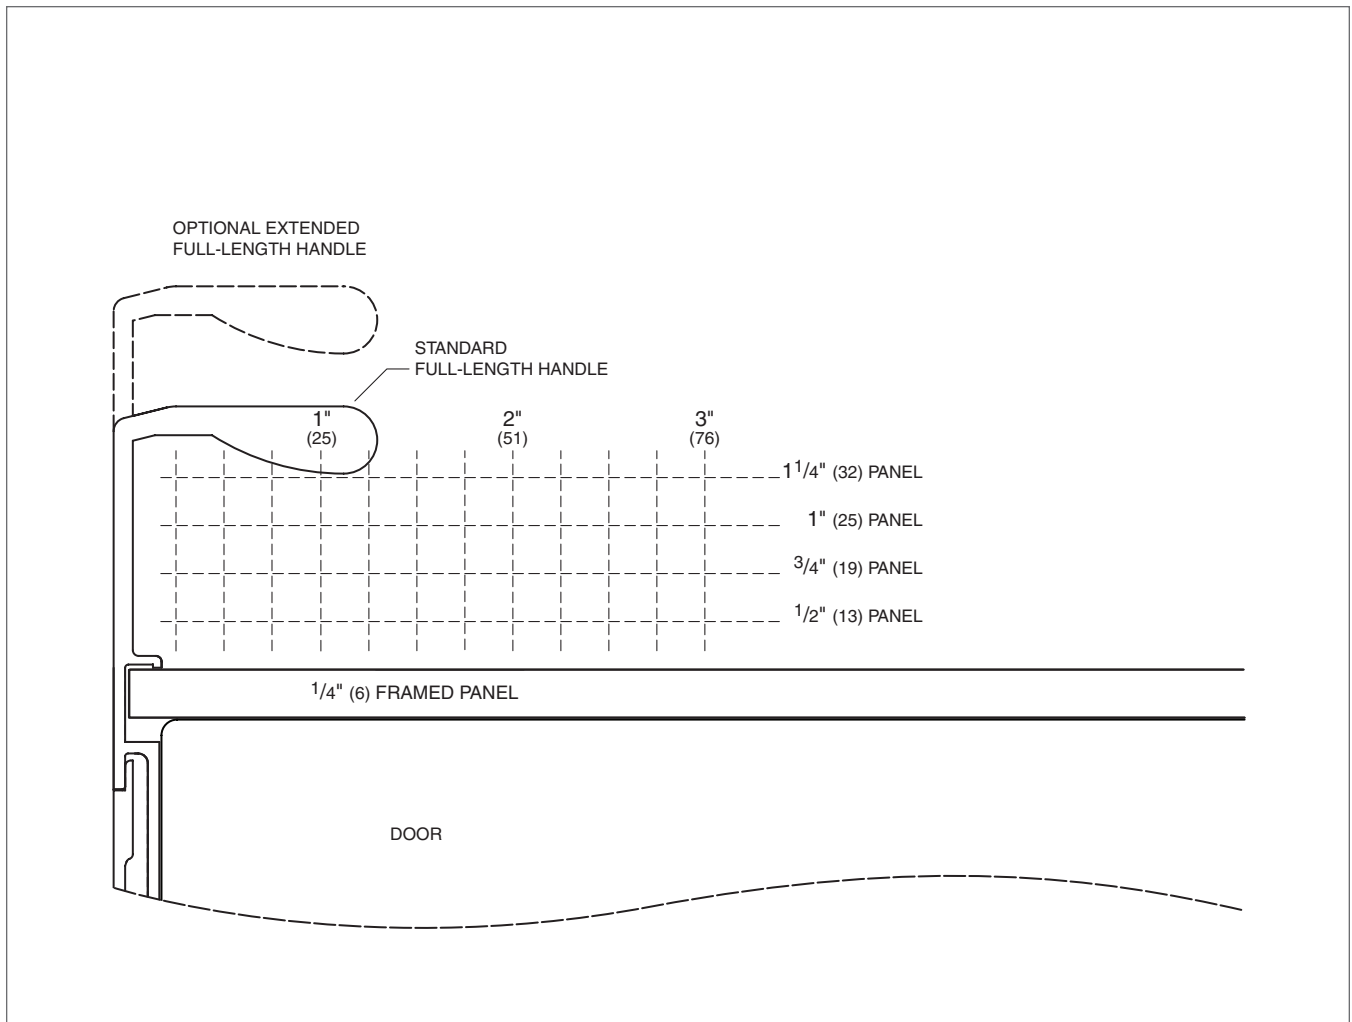 OPTIONAL EXTENDED
FULL-LENGTH HANDLE
STANDARD
FULL-LENGTH HANDLE
1" 2" 3"
(25) (51) (76)
1 1/4" (32) PANEL
1" (25) PANEL
3/4" (19) PANEL
1/2" (13) PANEL
1/4" (6) FRAMED PANEL
DOOR